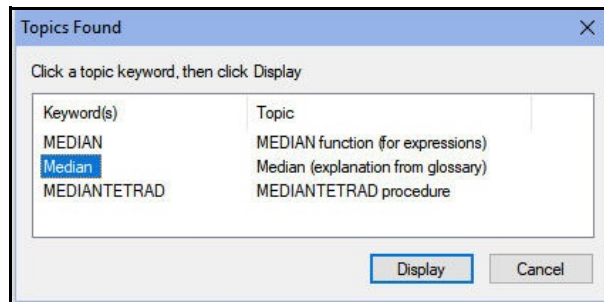 Topics Found
Click a topic keyword, then click Display
Keyword(s) Topic
MEDIAN MEDIAN function (for expressions)
Median Median (explanation from glossary)
MEDIANTETRAD MEDIANTETRAD procedure
Display Cancel